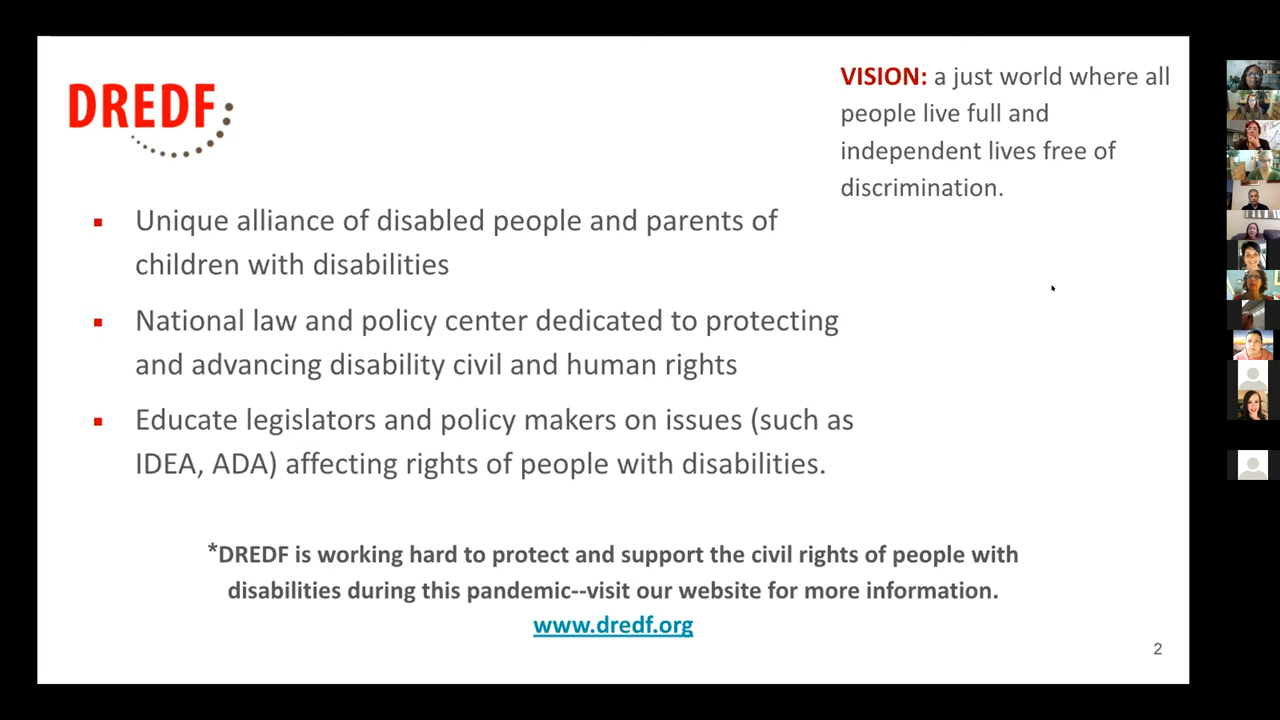 DREDF
VISION: a just world where all
people live full and
independent lives free of
discrimination.
▪ Unique alliance of disabled people and parents of
children with disabilities
▪ National law and policy center dedicated to protecting
and advancing disability civil and human rights
▪ Educate legislators and policy makers on issues (such as
IDEA, ADA) affecting rights of people with disabilities.
*DREDF is working hard to protect and support the civil rights of people with
disabilities during this pandemic--visit our website for more information.
www.dredf.org
2